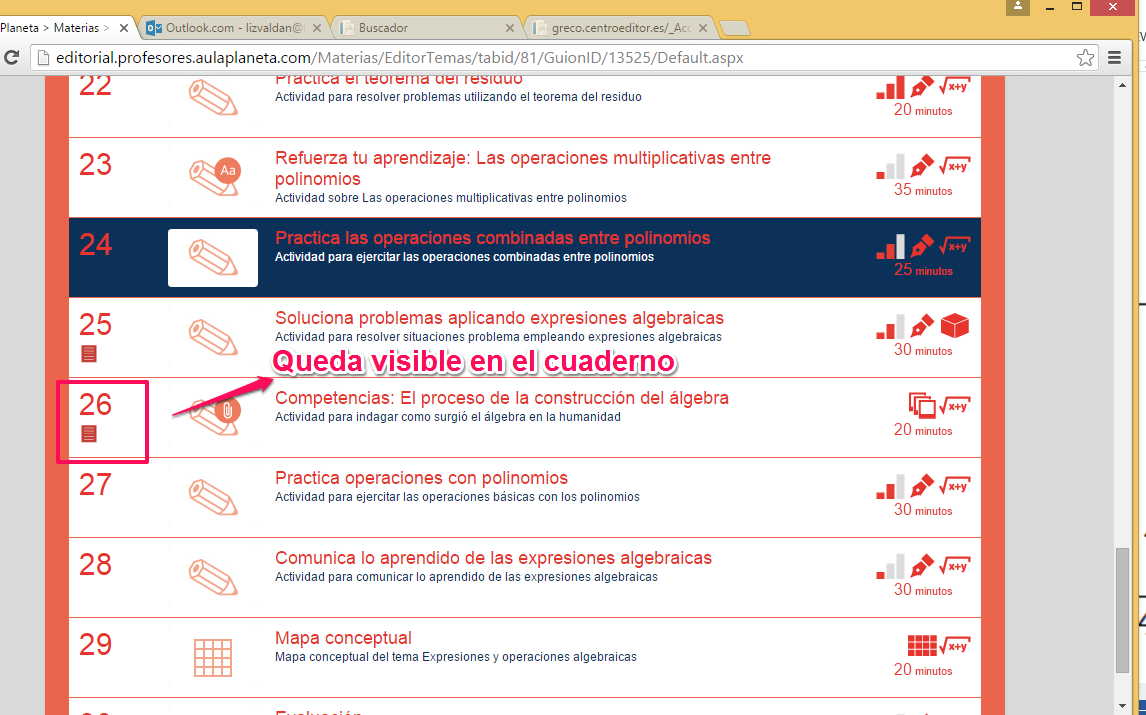 Planeta > Materias >
Outlook.com - lizvaldan@
Buscador
greco.centroeditor.es/_Acc
editorial.profesores.aulaplaneta.com/Materias/EditorTemas/tabid/81/GuionID/13525/Default.aspx
22
Practica el teorema del residuo
Actividad para resolver problemas utilizando el teorema del residuo
√x+y
20 minutos
23
Aa
Refuerza tu aprendizaje: Las operaciones multiplicativas entre
polinomios
Actividad sobre Las operaciones multiplicativas entre polinomios
√x+y
35 minutos
24
Practica las operaciones combinadas entre polinomios
Actividad para ejercitar las operaciones combinadas entre polinomios
√x+y
25 minutos
25
Soluciona problemas aplicando expresiones algebraicas
Actividad para resolver situaciones problema empleando expresiones algebraicas
30 minutos
Queda visible en el cuaderno
26
Competencias: El proceso de la construcción del álgebra
Actividad para indagar como surgió el álgebra en la humanidad
√x+y
20 minutos
27
Practica operaciones con polinomios
Actividad para ejercitar las operaciones básicas con los polinomios
√x+y
30 minutos
28
Comunica lo aprendido de las expresiones algebraicas
Actividad para comunicar lo aprendido de las expresiones algebraicas
√x+y
30 minutos
29
Mapa conceptual
Mapa conceptual del tema Expresiones y operaciones algebraicas
√x+y
20 minutos
Evaluación